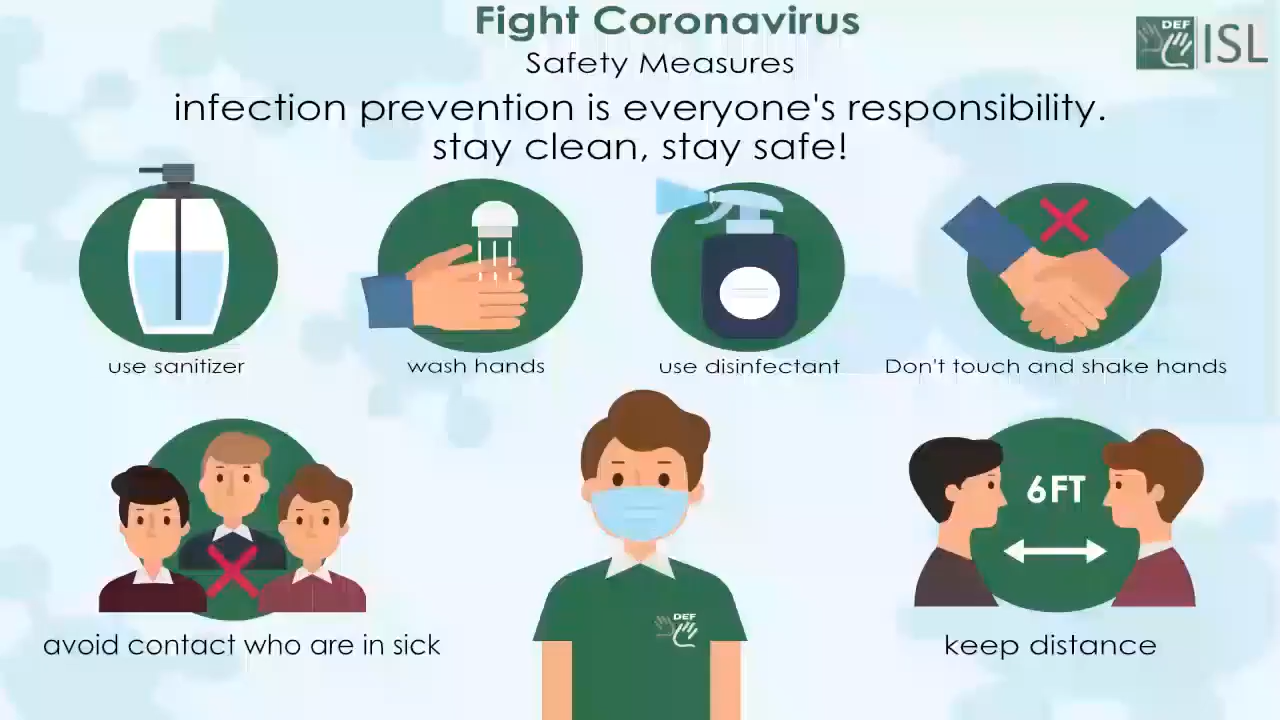 Fight Coronavirus
DEF
ISL
Safety Measures
infection prevention is everyone's responsibility.
stay clean, stay safe!
use sanitizer
wash hands
use disinfectant
Don't touch and shake hands
6FT
DEF
avoid contact who are in sick
keep distance